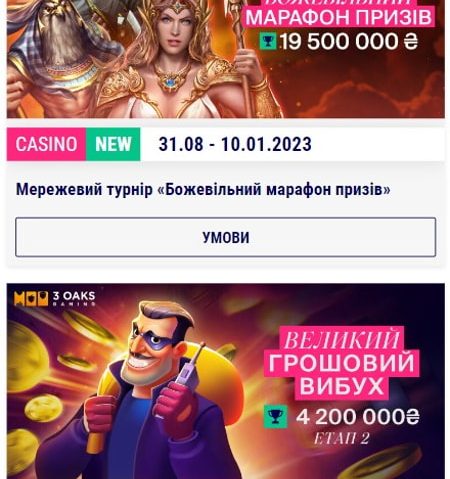 БОЖЕВІЛЬНИЙ
МАРАФОН ПРИЗІВ
19 500 000 ₴
CASINO NEW 31.08 - 10.01.2023
Мережевий турнір «Божевільний марафон призів»
УМОВИ
3 OAKS
GAMING
ВЕЛИКИЙ
ГРОШОВИЙ
ВИБУХ
4 200 000₴
ЕТАП 2